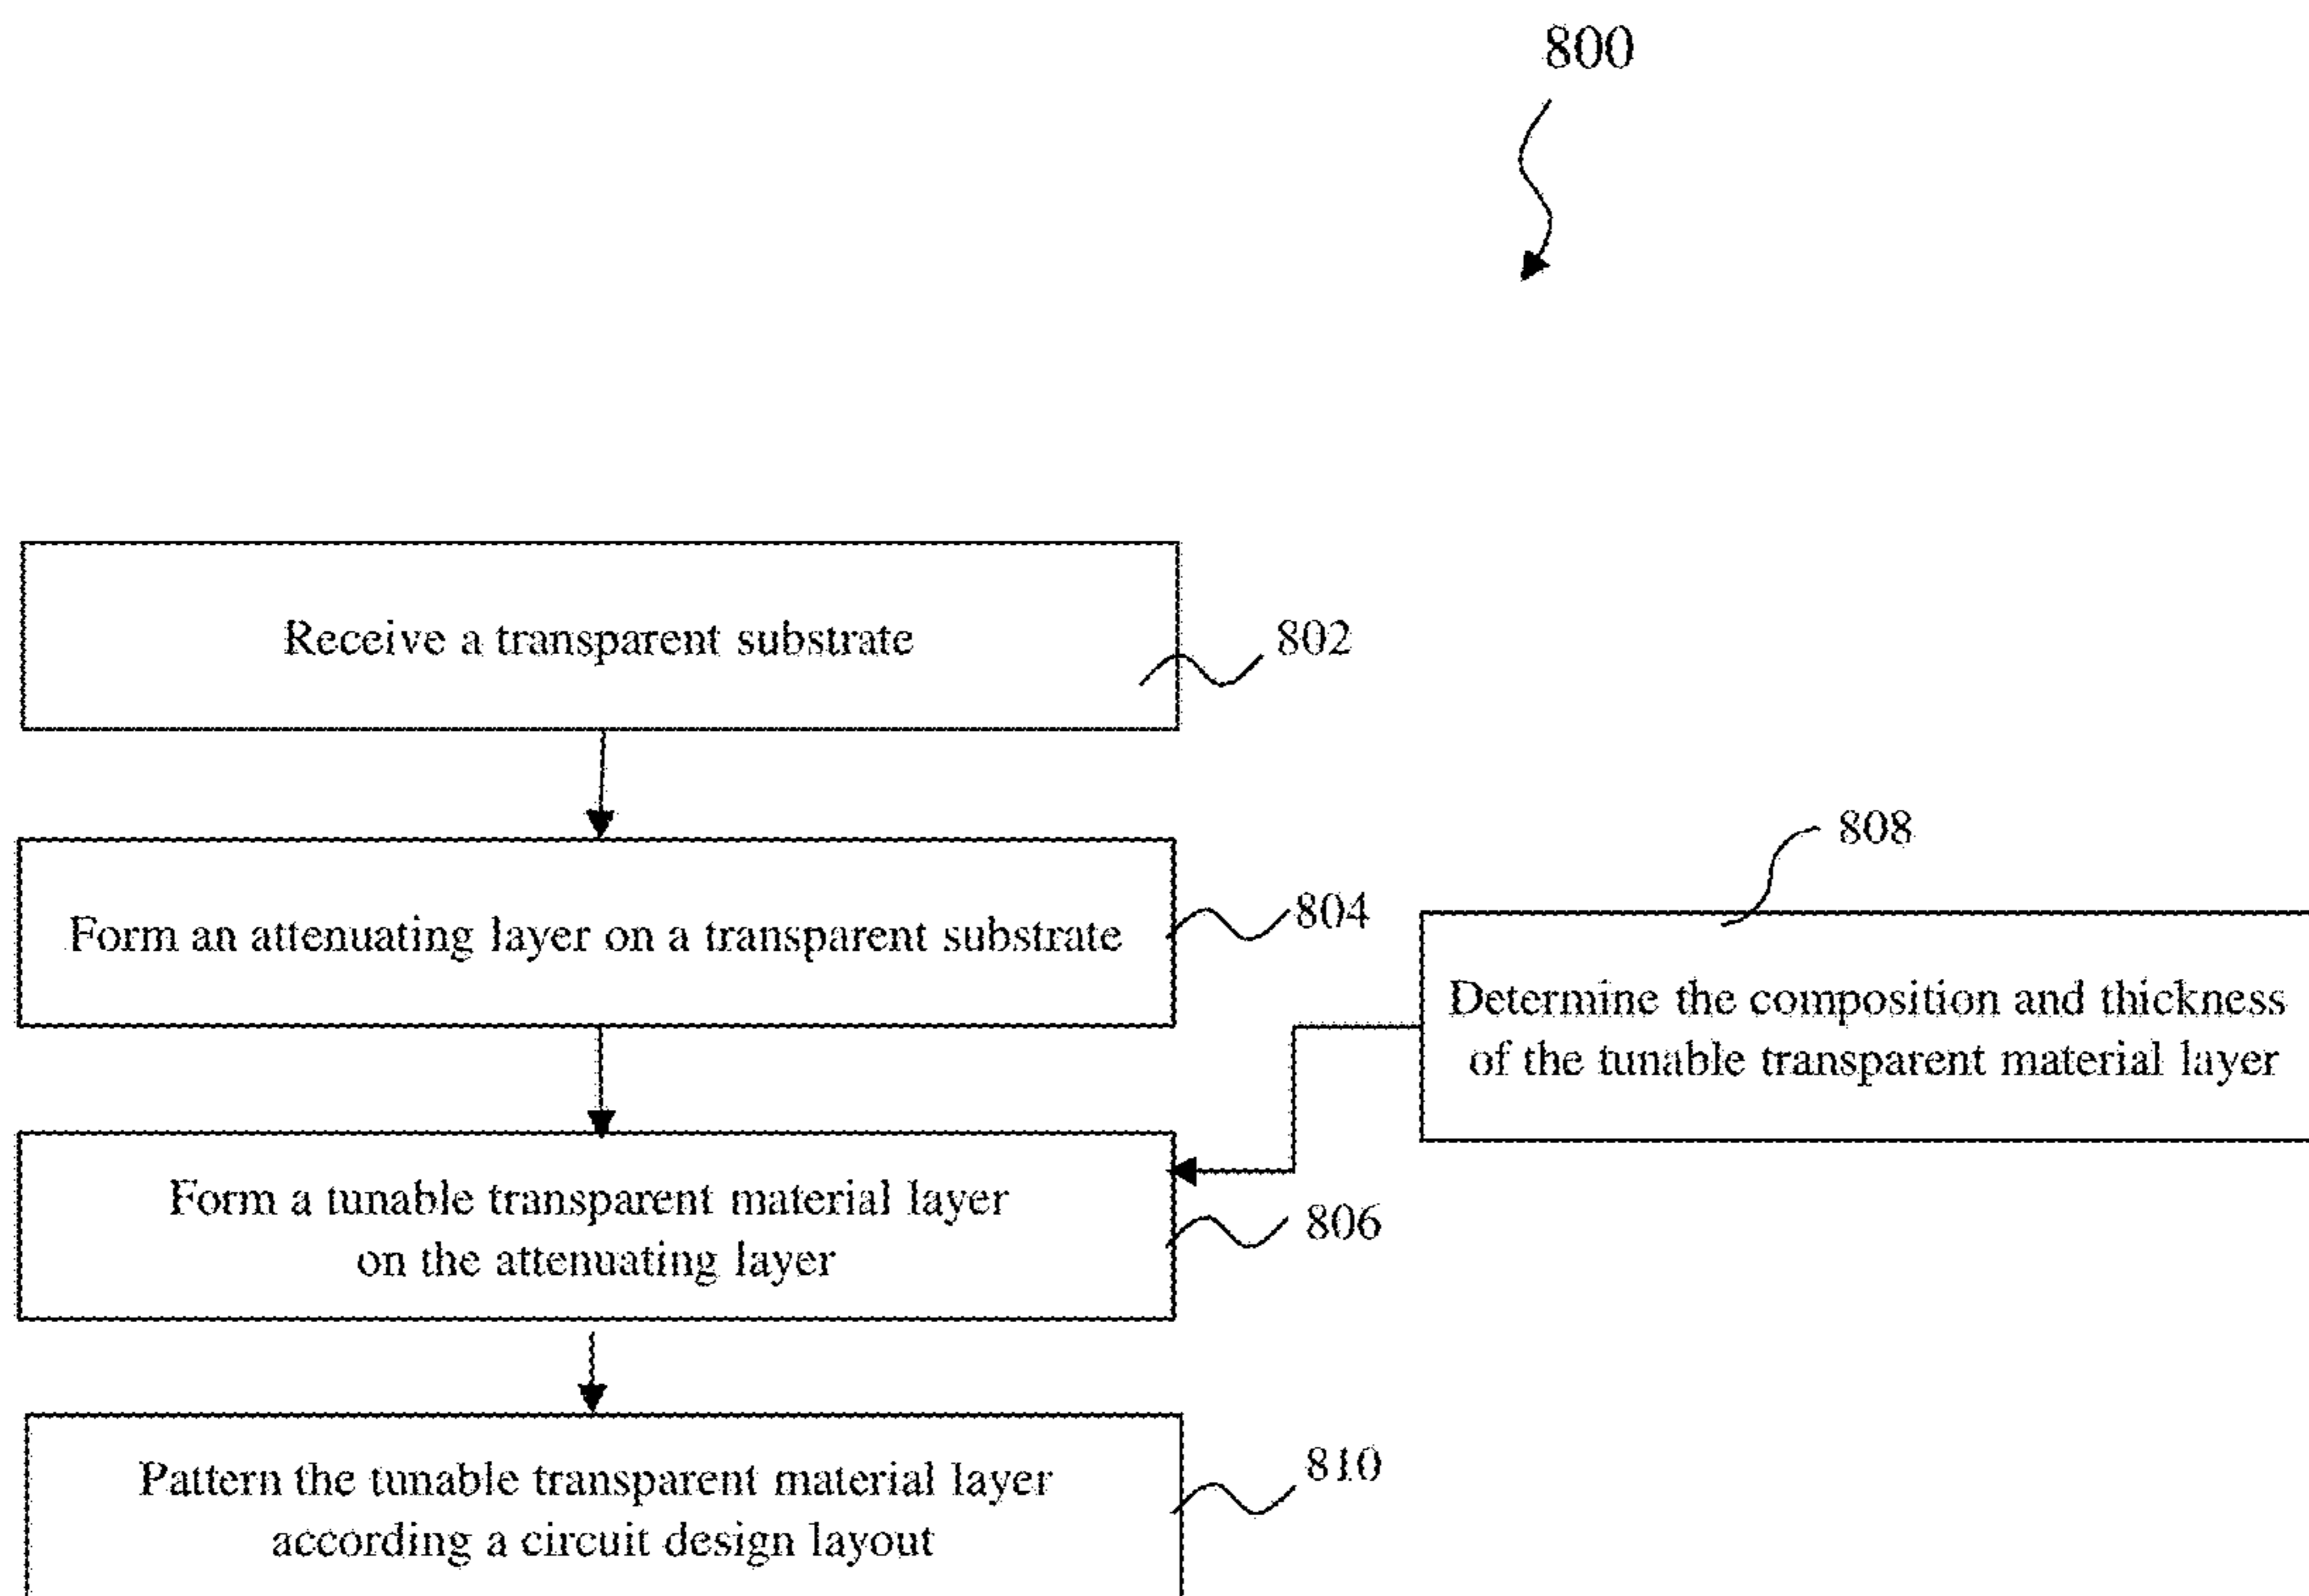 800
Receive a transparent substrate
802
Form an attenuating layer on a transparent substrate
804
808
Determine the composition and thickness
of the tunable transparent material layer
Form a tunable transparent material layer
on the attenuating layer
806
Pattern the tunable transparent material layer
according a circuit design layout
810